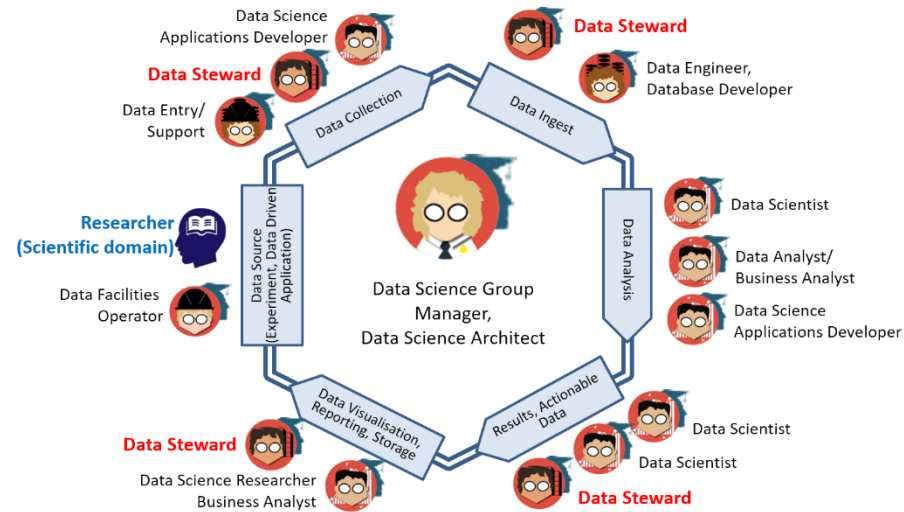 Data Science
Applications Developer
Data Steward
Data Entry/
Support
Data Collection
Data Steward
Data Engineer,
Database Developer
Data Ingest
Data Scientist
Data Analyst/
Business Analyst
Data Science
Applications Developer
Data Analysis
Researcher
(Scientific domain)
Data Facilities
Operator
Data Source
(Experiment, Data Driven
Application)
Data Science Group
Manager,
Data Science Architect
Results, Actionable
Data
Data Scientist
Data Scientist
Data Steward
Data Visualisation,
Reporting, Storage
Data Steward
Data Science Researcher
Business Analyst